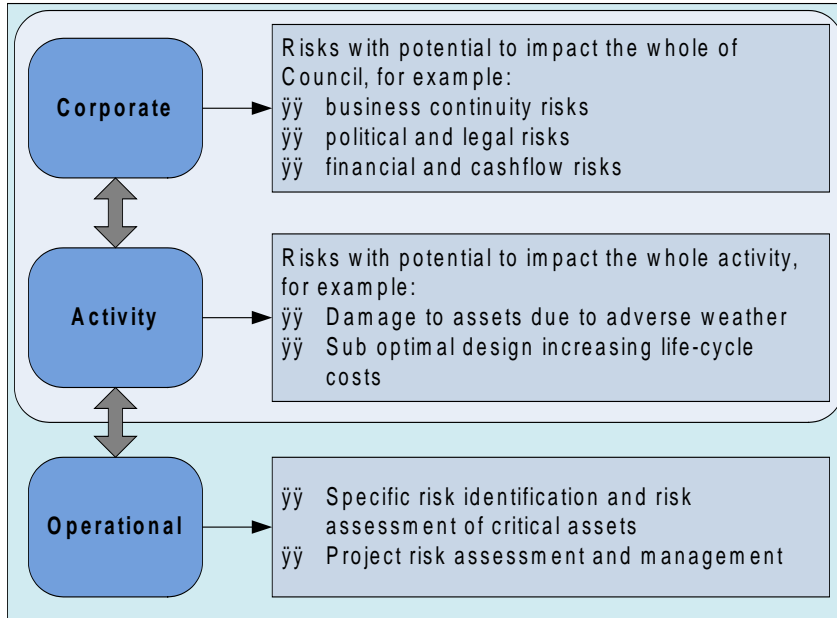 Corporate
Risks with potential to impact the whole of
Council, for example:
ÿÿ business continuity risks
ÿÿ political and legal risks
ÿÿ financial and cashflow risks
Activity
Risks with potential to impact the whole activity,
for example:
ÿÿ Damage to assets due to adverse weather
ÿÿ Sub optimal design increasing life-cycle
costs
Operational
ÿÿ Specific risk identification and risk
assessment of critical assets
ÿÿ Project risk assessment and management